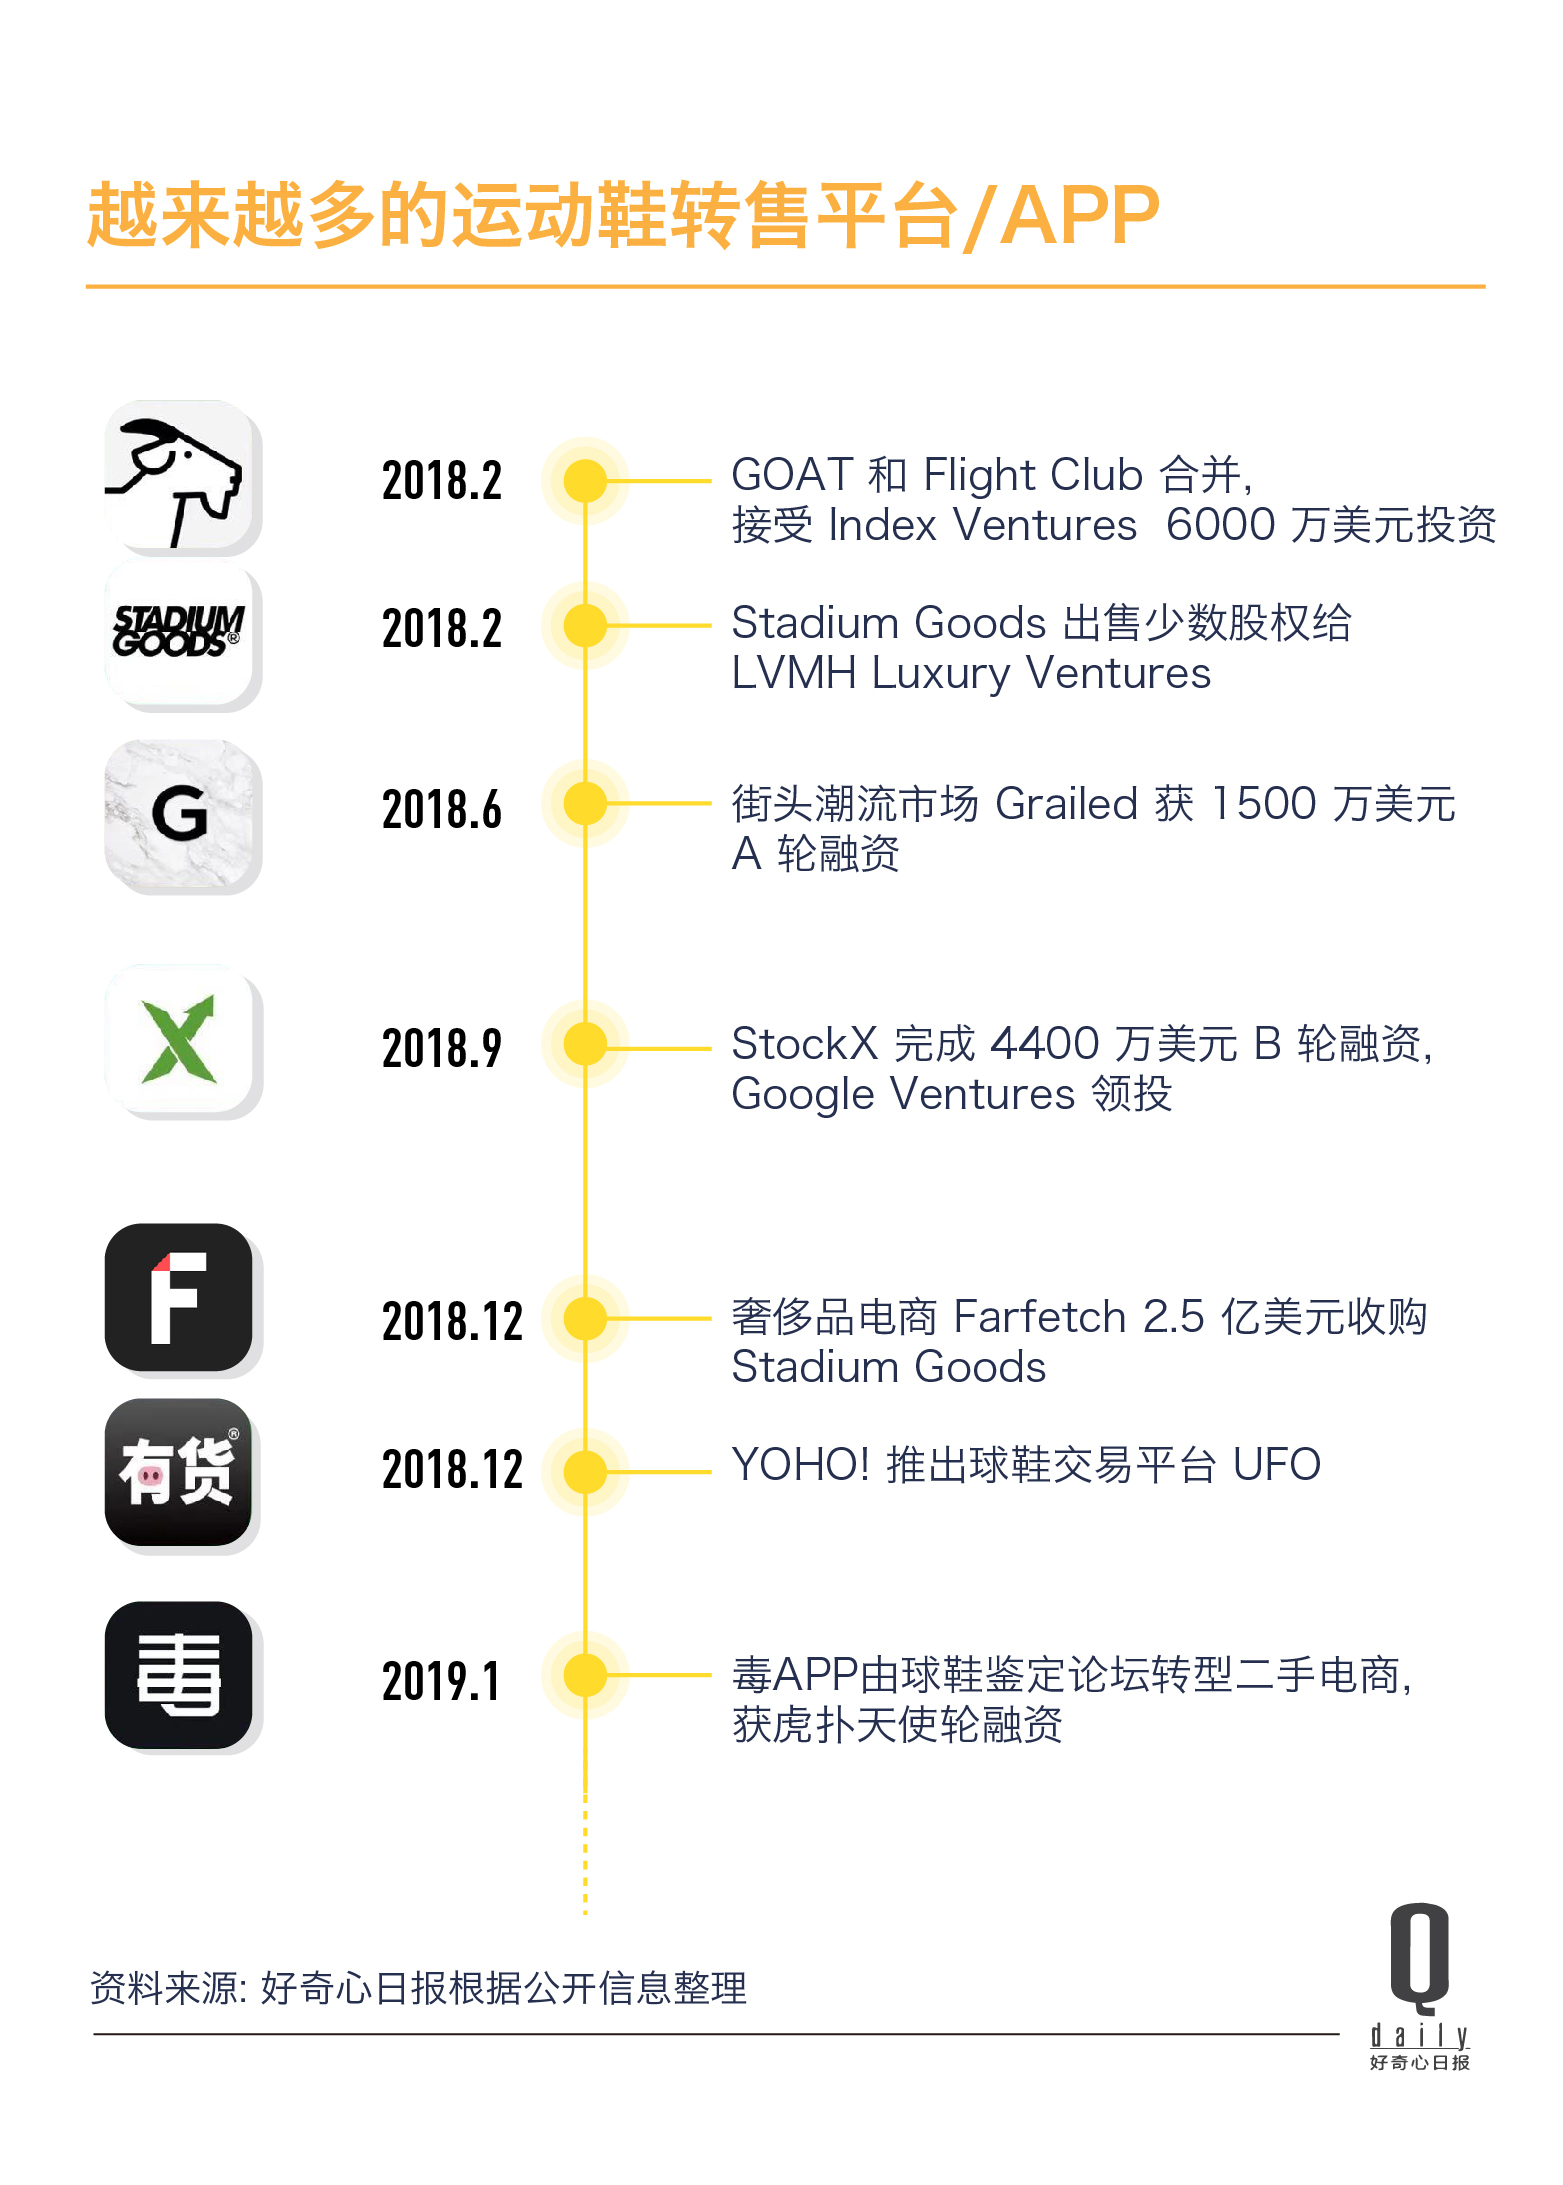 越来越多的运动鞋转售平台/APP
2018.2
GOAT 和 Flight Club 合并,
接受 Index Ventures  6000 万美元投资
STADIUM
GOODS®
2018.2
Stadium Goods 出售少数股权给
LVMH Luxury Ventures
G
2018.6
街头潮流市场 Grailed 获 1500 万美元
A 轮融资
X
2018.9
StockX 完成 4400 万美元 B 轮融资,
Google Ventures 领投
F
2018.12
奢侈品电商 Farfetch 2.5 亿美元收购
Stadium Goods
有货®
2018.12
YOHO! 推出球鞋交易平台 UFO
毒
2019.1
毒APP由球鞋鉴定论坛转型二手电商,
获虎扑天使轮融资
资料来源: 好奇心日报根据公开信息整理
Q
daily
好奇心日报